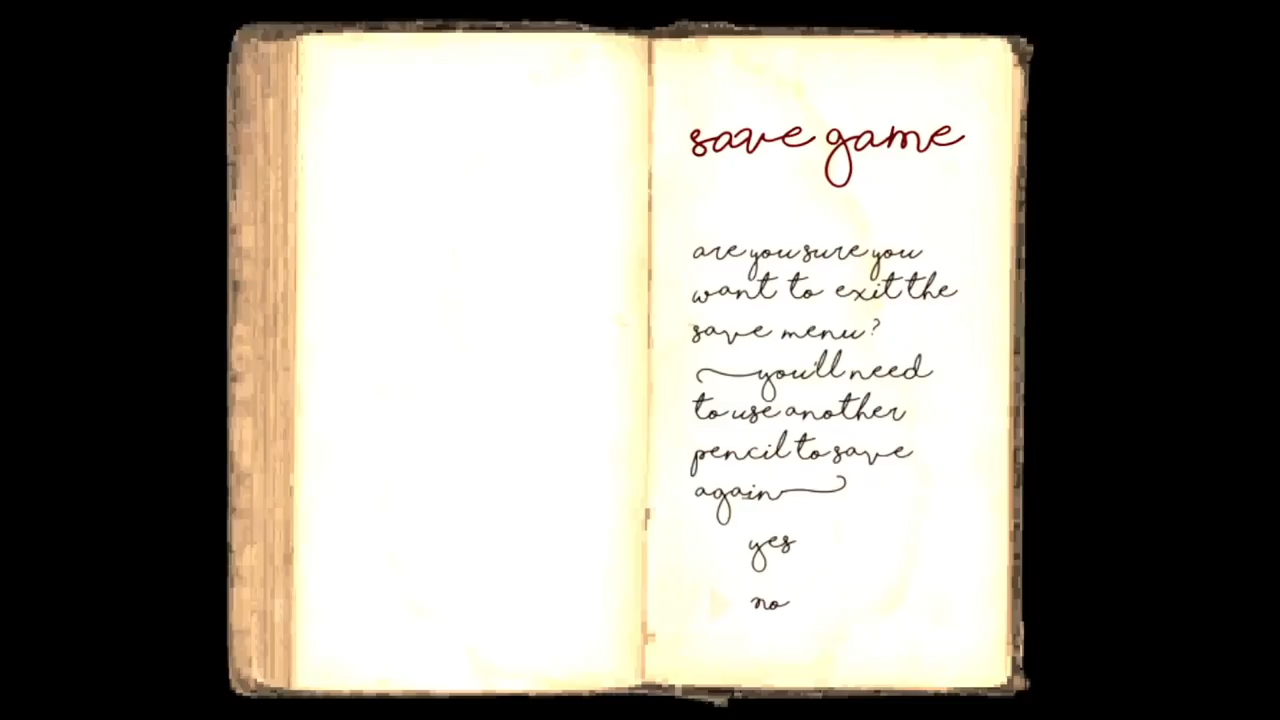 save game
are you sure you
want to exit the
save menu?
you'll need
to use another
pencil to save
again
yes
no